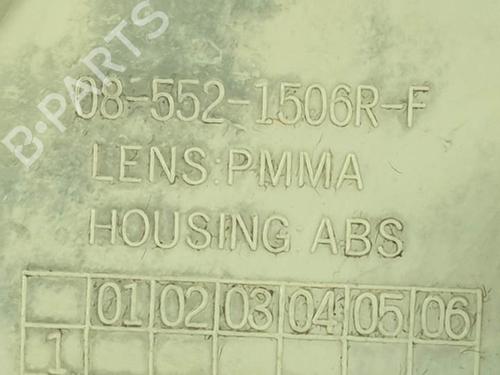 B-PARTS
08-552-1506R-F
LENS:PMMA
HOUSING ABS
01 02 03 04 05 06
1